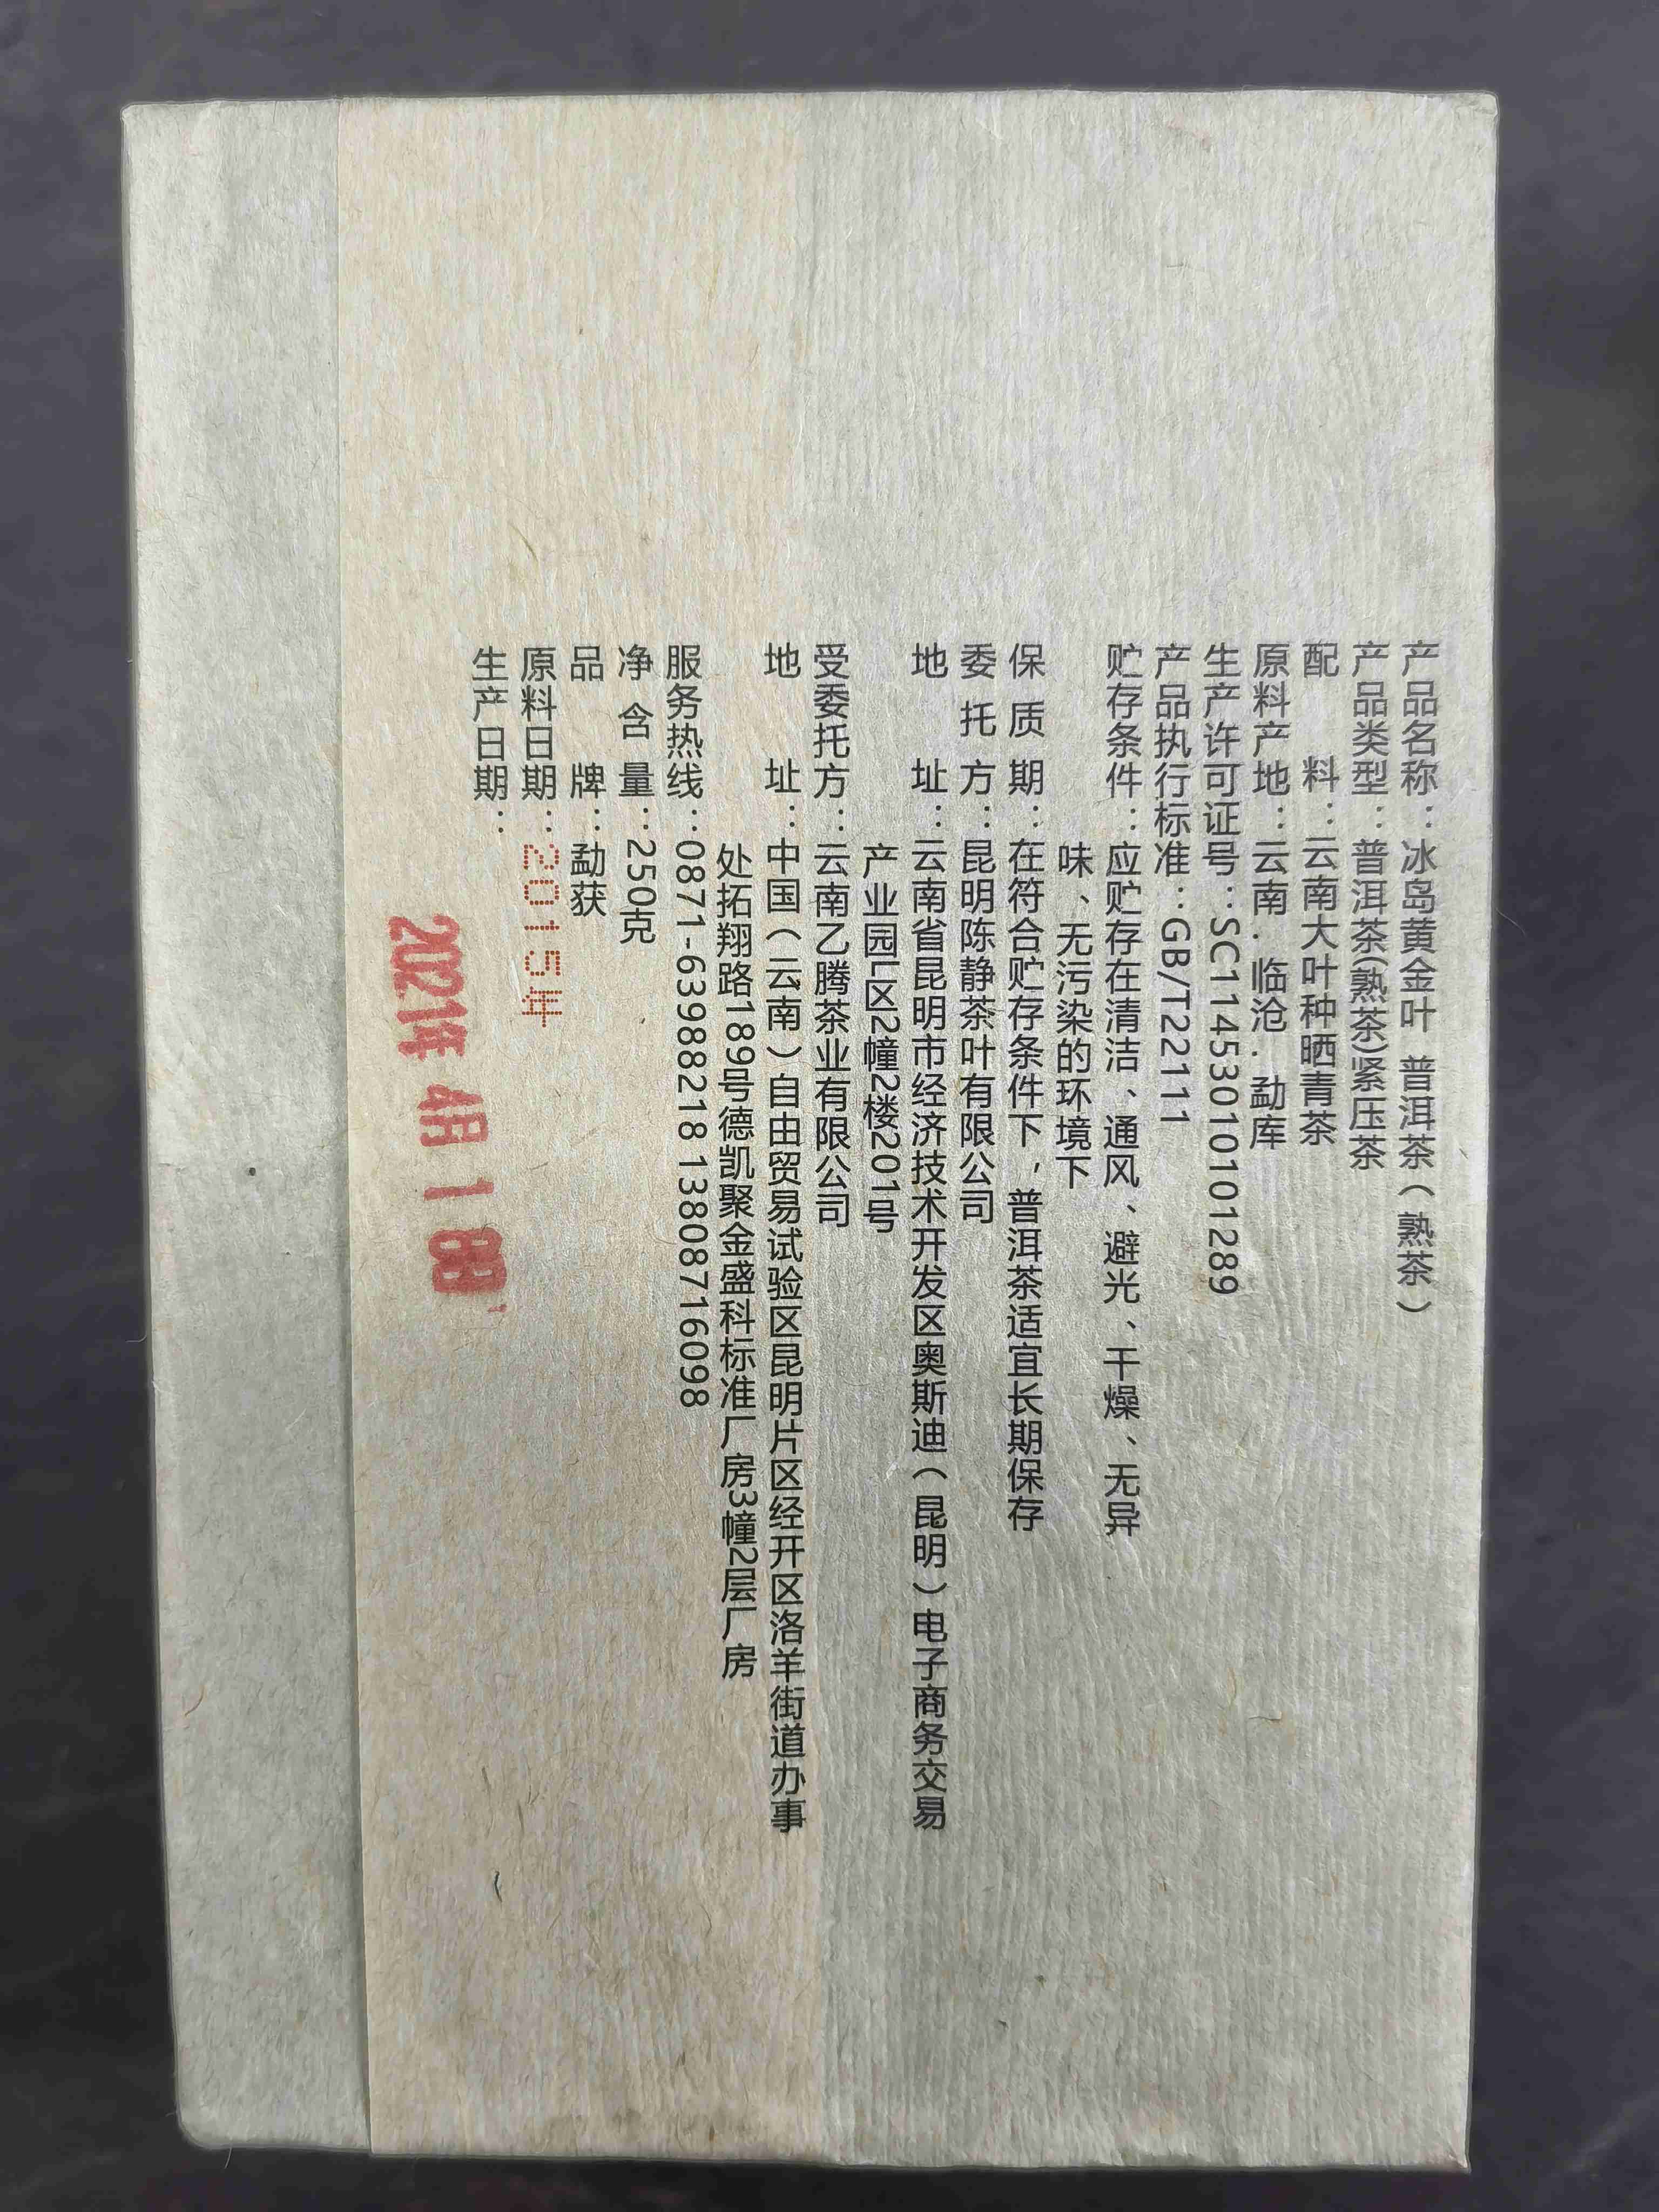 产品名称：冰岛黄金叶 普洱茶（熟茶）
产品类型：普洱茶(熟茶)紧压茶
配料：云南大叶种晒青茶
原料产地：云南.临沧.勐库
生产许可证号：SC11453010101289
产品执行标准：GB/T22111
贮存条件：应贮存在清洁、通风、避光、干燥、无异
味、无污染的环境下
保质期：在符合贮存条件下，普洱茶适宜长期保存
委托方：昆明陈静茶叶有限公司
地址：云南省昆明市经济技术开发区奥斯迪（昆明）电子商务交易
产业园L区2幢2楼201号
受委托方：云南乙腾茶业有限公司
地址：中国（云南）自由贸易试验区昆明片区经开区洛羊街道办事
处拓翔路189号德凯聚金盛科标准厂房3幢2层厂房
服务热线：0871-63988218 13808716098
净含量：250克
品牌：勐获
原料日期：2015年
生产日期：
2021年 4月 1 8日